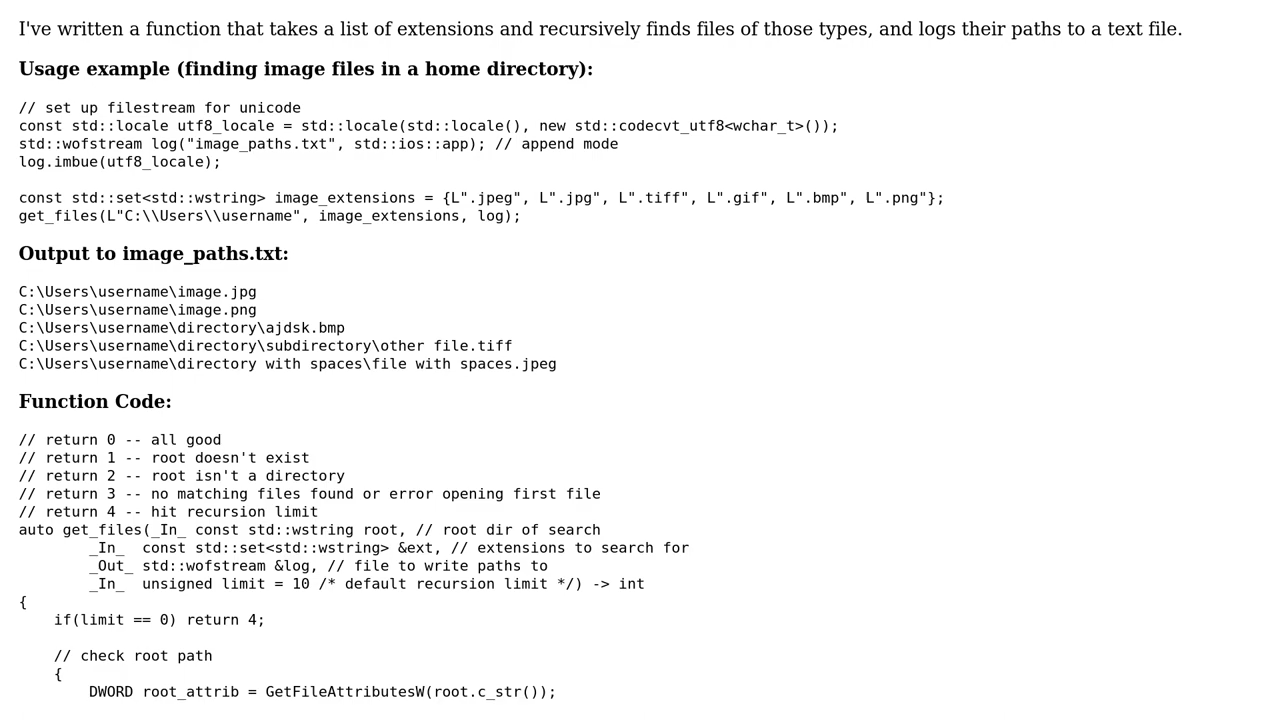 I've written a function that takes a list of extensions and recursively finds files of those types, and logs their paths to a text file.
Usage example (finding image files in a home directory):
// set up filestream for unicode
const std::locale utf8_locale = std::locale(std::locale(), new std::codecvt_utf8<wchar_t>());
std::wofstream log("image_paths.txt", std::ios::app); // append mode
log.imbue(utf8_locale);

const std::set<std::wstring> image_extensions = {L".jpeg", L".jpg", L".tiff", L".gif", L".bmp", L".png"};
get_files(L"C:\\Users\\username", image_extensions, log);
Output to image_paths.txt:
C:\Users\username\image.jpg
C:\Users\username\image.png
C:\Users\username\directory\ajdsk.bmp
C:\Users\username\directory\subdirectory\other file.tiff
C:\Users\username\directory with spaces\file with spaces.jpeg
Function Code:
// return 0 -- all good
// return 1 -- root doesn't exist
// return 2 -- root isn't a directory
// return 3 -- no matching files found or error opening first file
// return 4 -- hit recursion limit
auto get_files(_In_ const std::wstring root, // root dir of search
        _In_  const std::set<std::wstring> &ext, // extensions to search for
        _Out_ std::wofstream &log, // file to write paths to
        _In_  unsigned limit = 10 /* default recursion limit */) -> int
{
    if(limit == 0) return 4;

    // check root path
    {
        DWORD root_attrib = GetFileAttributesW(root.c_str());